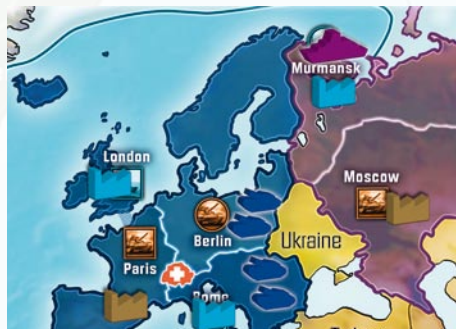 Murmansk
London
Moscow
Berlin
Ukraine
Paris
Rome